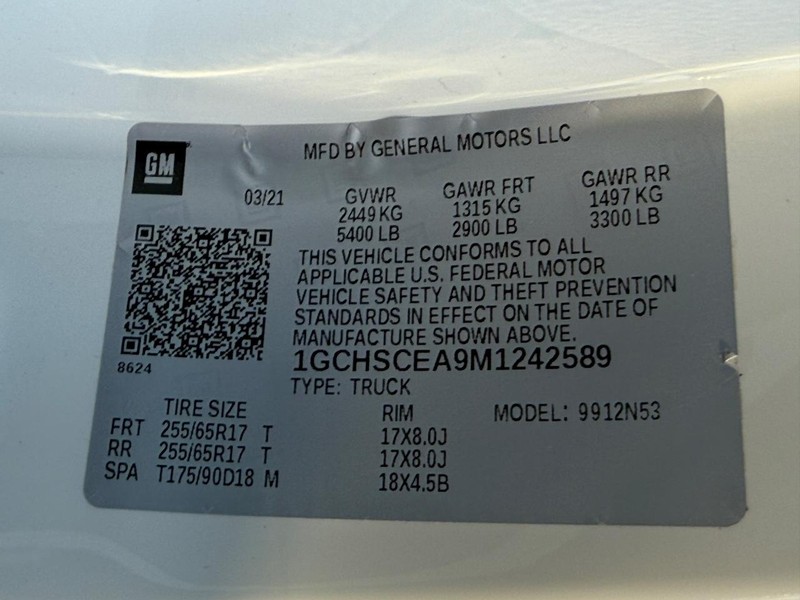 GM
MFD BY GENERAL MOTORS LLC
03/21 GVWR GAWR FRT GAWR RR
2449 KG 1315 KG 1497 KG
5400 LB 2900 LB 3300 LB
THIS VEHICLE CONFORMS TO ALL
APPLICABLE U.S. FEDERAL MOTOR
VEHICLE SAFETY AND THEFT PREVENTION
STANDARDS IN EFFECT ON THE DATE OF
MANUFACTURE SHOWN ABOVE.
8624 1GCHSCEA9M1242589
TYPE: TRUCK
TIRE SIZE RIM MODEL: 9912N53
FRT 255/65R17 T 17X8.0J
RR 255/65R17 T 17X8.0J
SPA T175/90D18 M 18X4.5B